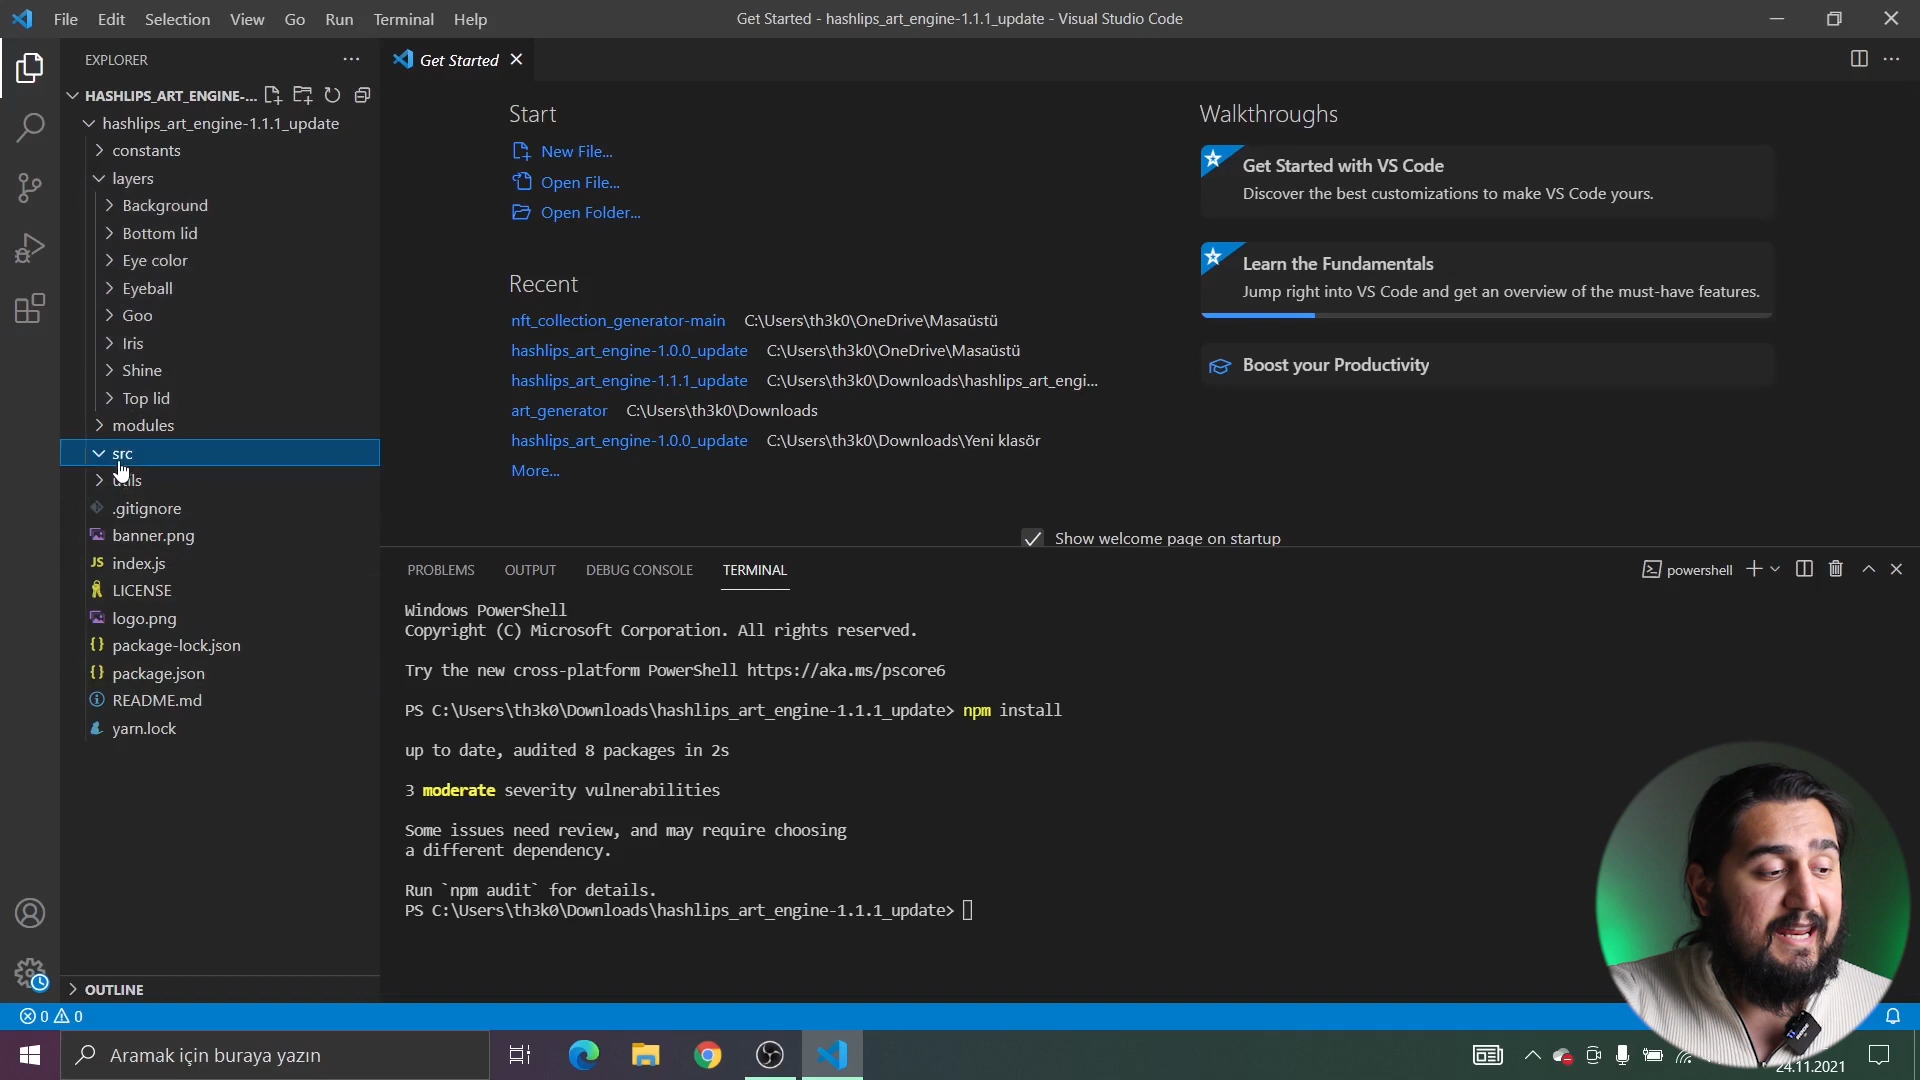 File Edit Selection View Go Run Terminal Help
Get Started - hashlips_art_engine-1.1.1_update - Visual Studio Code
EXPLORER
HASHLIPS_ART_ENGINE-...
hashlips_art_engine-1.1.1_update
constants
layers
Background
Bottom lid
Eye color
Eyeball
Goo
Iris
Shine
Top lid
modules
src
utils
.gitignore
banner.png
JS index.js
LICENSE
logo.png
{} package-lock.json
{} package.json
README.md
yarn.lock
OUTLINE
Get Started
Start
New File...
Open File...
Open Folder...
Recent
nft_collection_generator-main C:\Users\th3k0\OneDrive\Masaüstü
hashlips_art_engine-1.0.0_update C:\Users\th3k0\OneDrive\Masaüstü
hashlips_art_engine-1.1.1_update C:\Users\th3k0\Downloads\hashlips_art_engi...
art_generator C:\Users\th3k0\Downloads
hashlips_art_engine-1.0.0_update C:\Users\th3k0\Downloads\Yeni klasör
More...
Walkthroughs
Get Started with VS Code
Discover the best customizations to make VS Code yours.
Learn the Fundamentals
Jump right into VS Code and get an overview of the must-have features.
Boost your Productivity
Show welcome page on startup
PROBLEMS OUTPUT DEBUG CONSOLE TERMINAL
powershell
Windows PowerShell
Copyright (C) Microsoft Corporation. All rights reserved.
Try the new cross-platform PowerShell https://aka.ms/pscore6
PS C:\Users\th3k0\Downloads\hashlips_art_engine-1.1.1_update> npm install
up to date, audited 8 packages in 2s
3 moderate severity vulnerabilities
Some issues need review, and may require choosing
a different dependency.
Run `npm audit` for details.
PS C:\Users\th3k0\Downloads\hashlips_art_engine-1.1.1_update>
0 0
Aramak için buraya yazın
24.11.2021